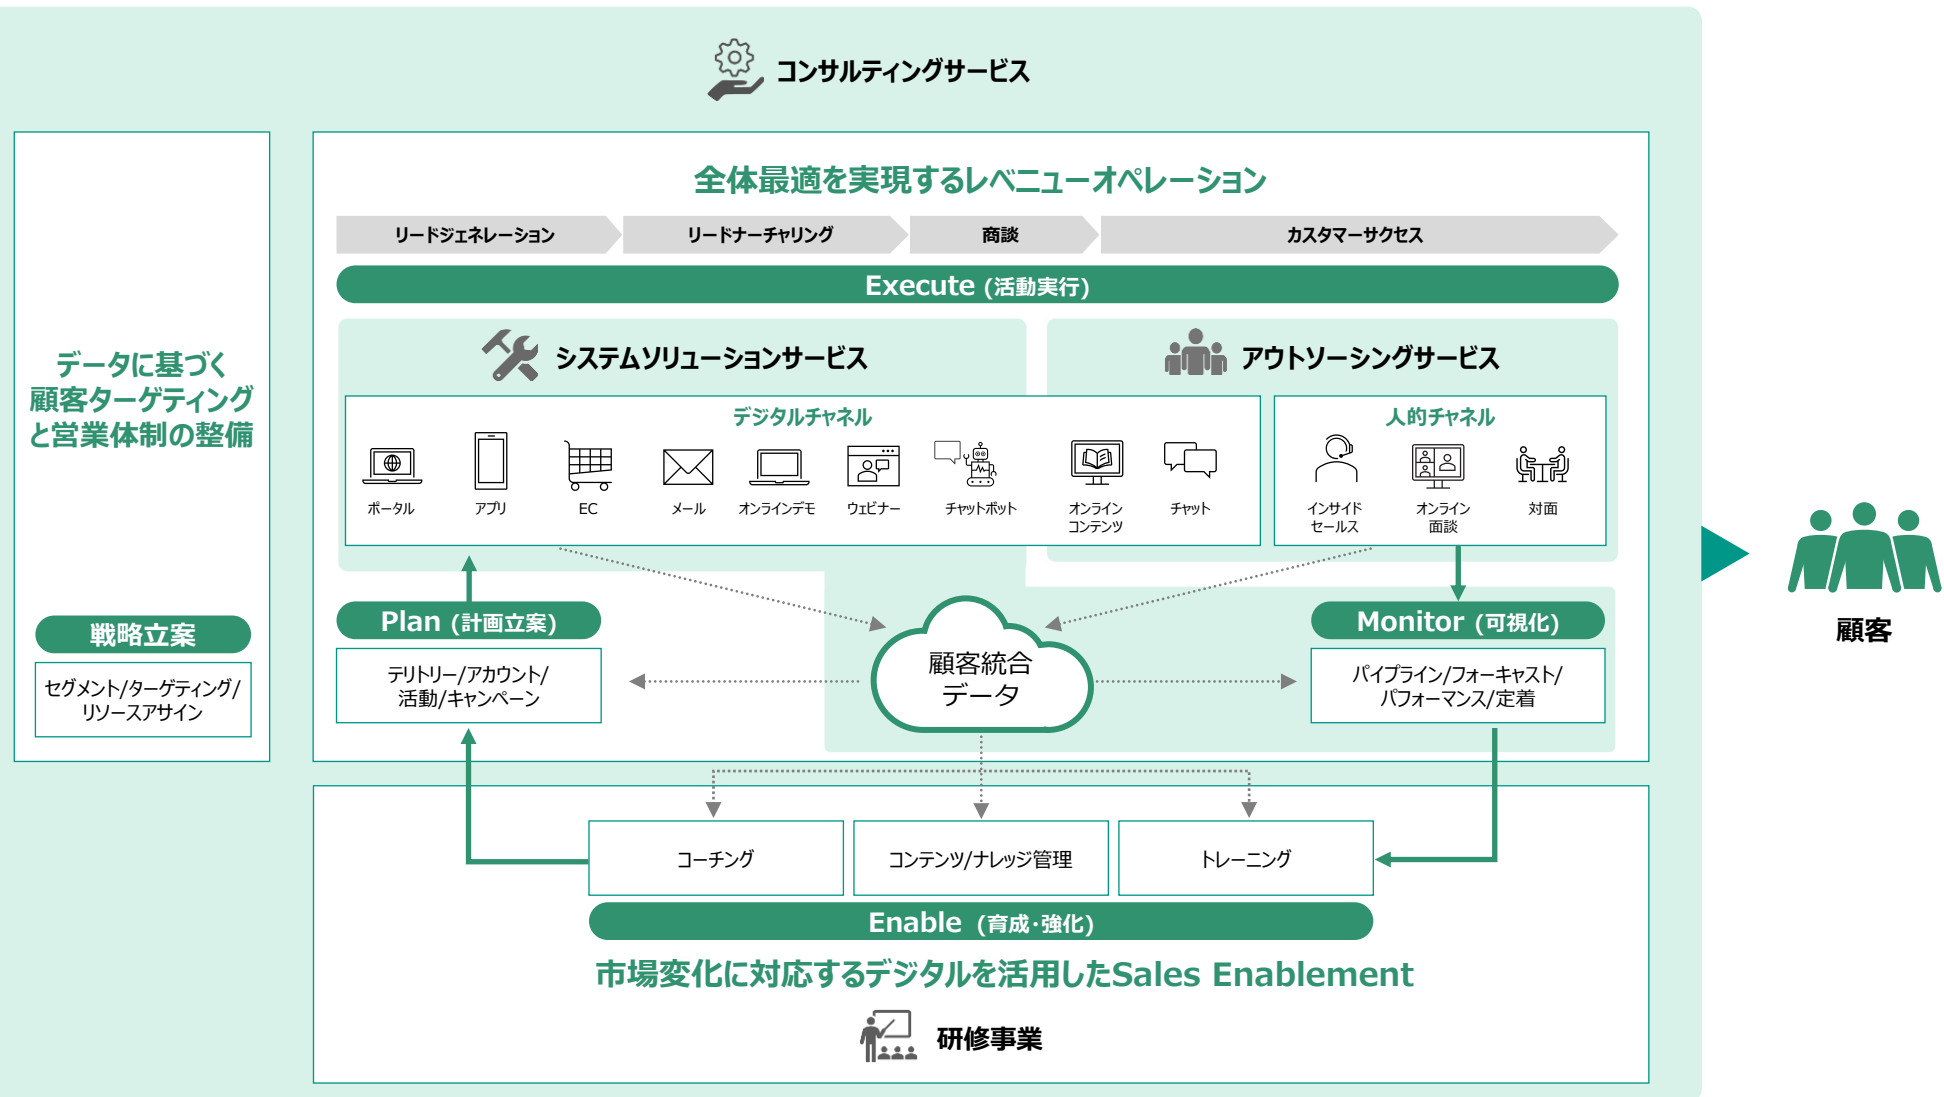 コンサルティングサービス
データに基づく
顧客ターゲティング
と営業体制の整備
戦略立案
セグメント/ターゲティング/
リソースアサイン
全体最適を実現するレベニューオペレーション
リードジェネレーション
リードナーチャリング
商談
カスタマーサクセス
Execute (活動実行)
システムソリューションサービス
アウトソーシングサービス
デジタルチャネル
ポータル
アプリ
EC
メール
オンラインデモ
ウェビナー
チャットボット
オンライン
コンテンツ
チャット
人的チャネル
インサイド
セールス
オンライン
面談
対面
Plan (計画立案)
テリトリー/アカウント/
活動/キャンペーン
顧客統合
データ
Monitor (可視化)
パイプライン/フォーキャスト/
パフォーマンス/定着
コーチング
コンテンツ/ナレッジ管理
トレーニング
Enable (育成・強化)
市場変化に対応するデジタルを活用したSales Enablement
研修事業
顧客